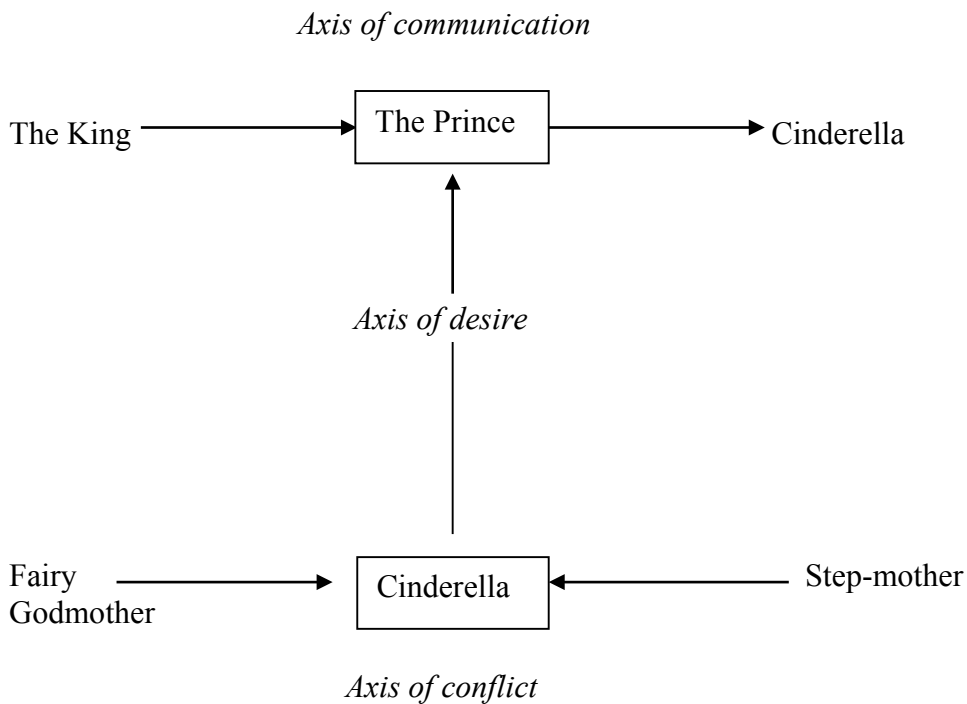 Axis of communication
The King
The Prince
Cinderella
Axis of desire
Fairy
Godmother
Cinderella
Step-mother
Axis of conflict